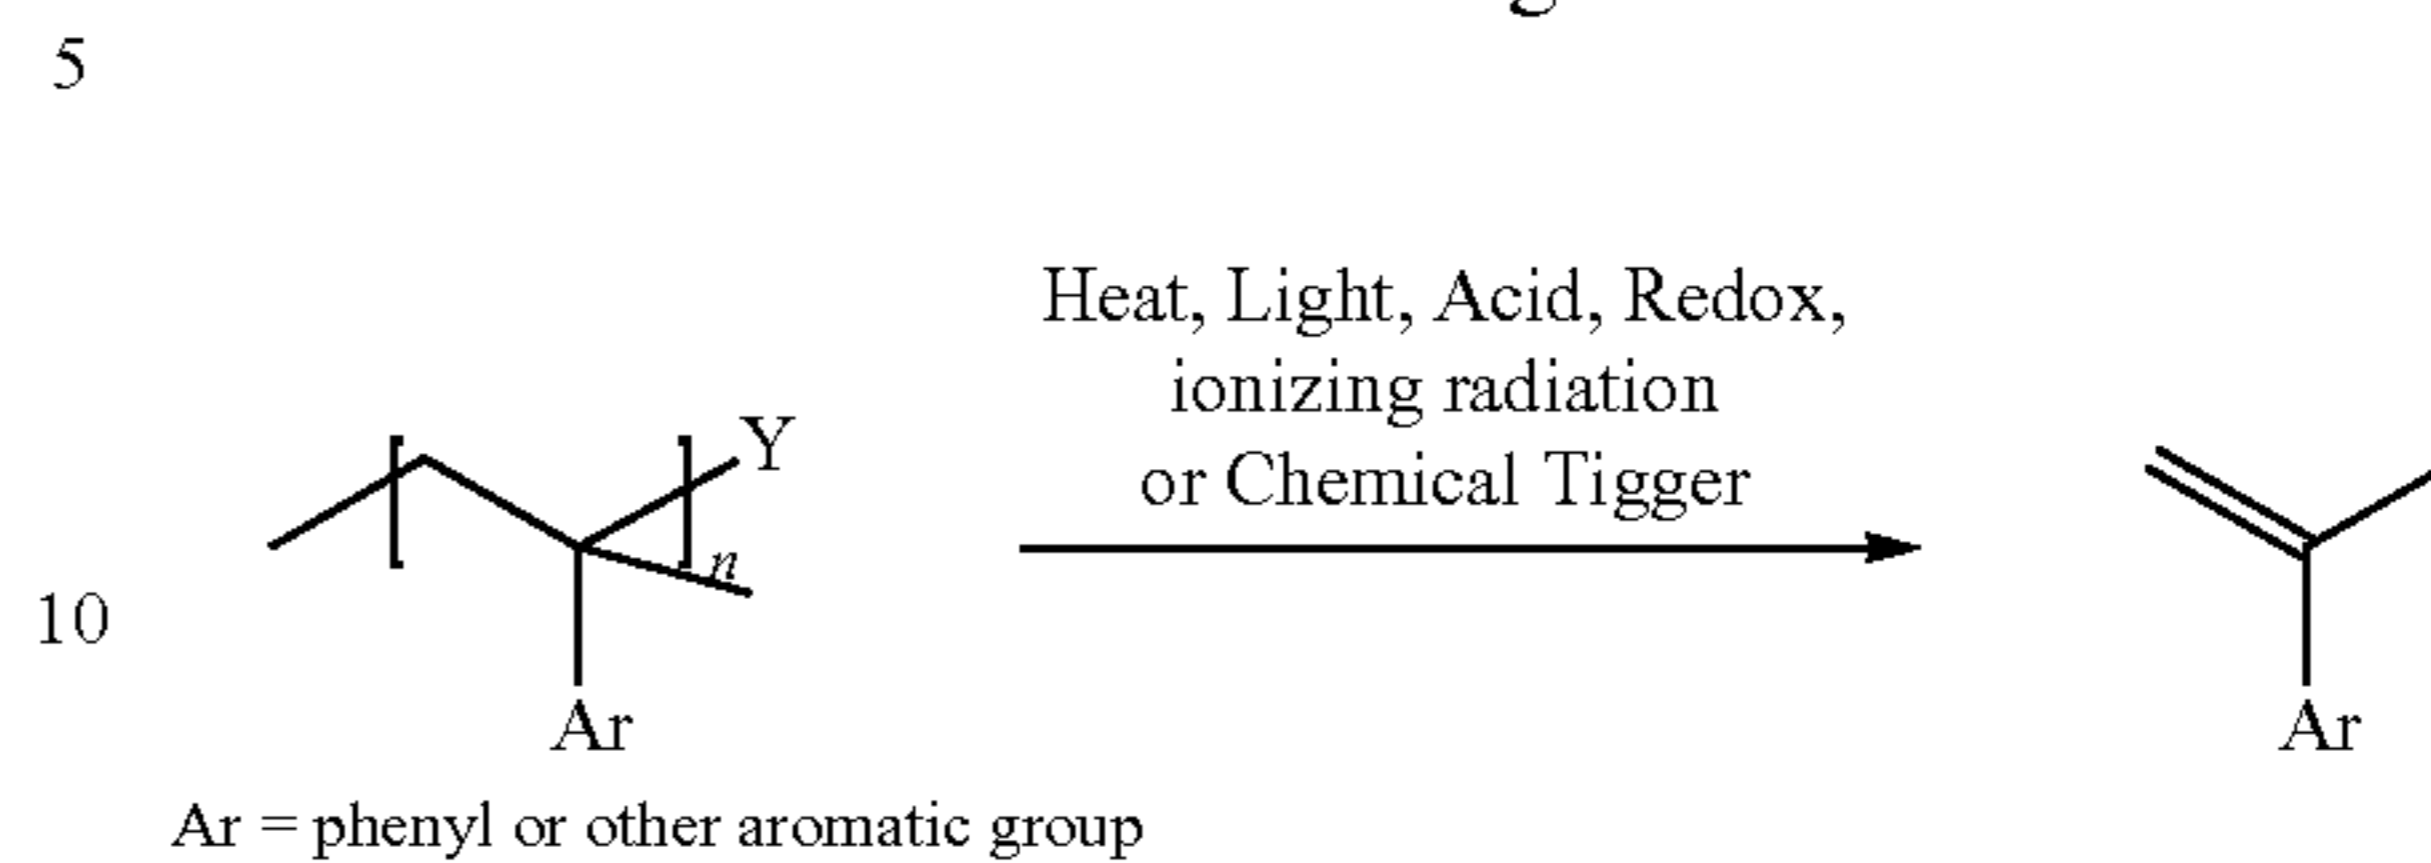 5
Heat, Light, Acid, Redox,
ionizing radiation
or Chemical Tigger
Y
n
10
Ar
Ar
Ar = phenyl or other aromatic group